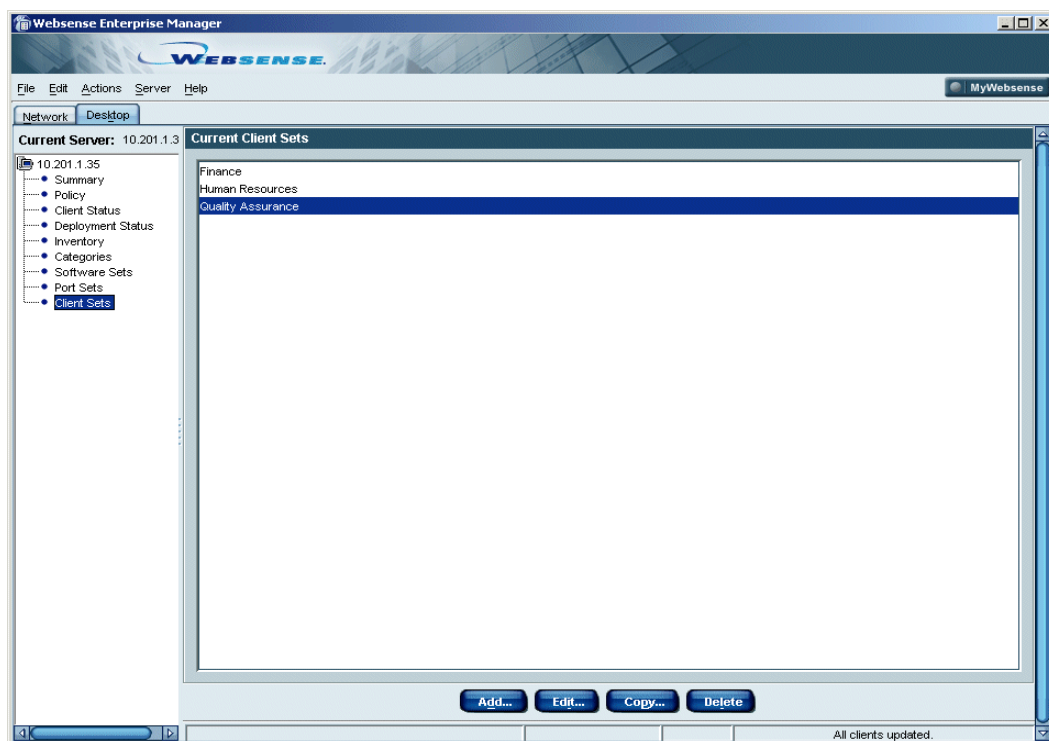 Websense Enterprise Manager
WEBSENSE.
File Edit Actions Server Help
MyWebsense
Network Desktop
Current Server: 10.201.1.3
Current Client Sets
10.201.1.35
Summary
Policy
Client Status
Deployment Status
Inventory
Categories
Software Sets
Port Sets
Client Sets
Finance
Human Resources
Quality Assurance
Add... Edit... Copy... Delete
All clients updated.